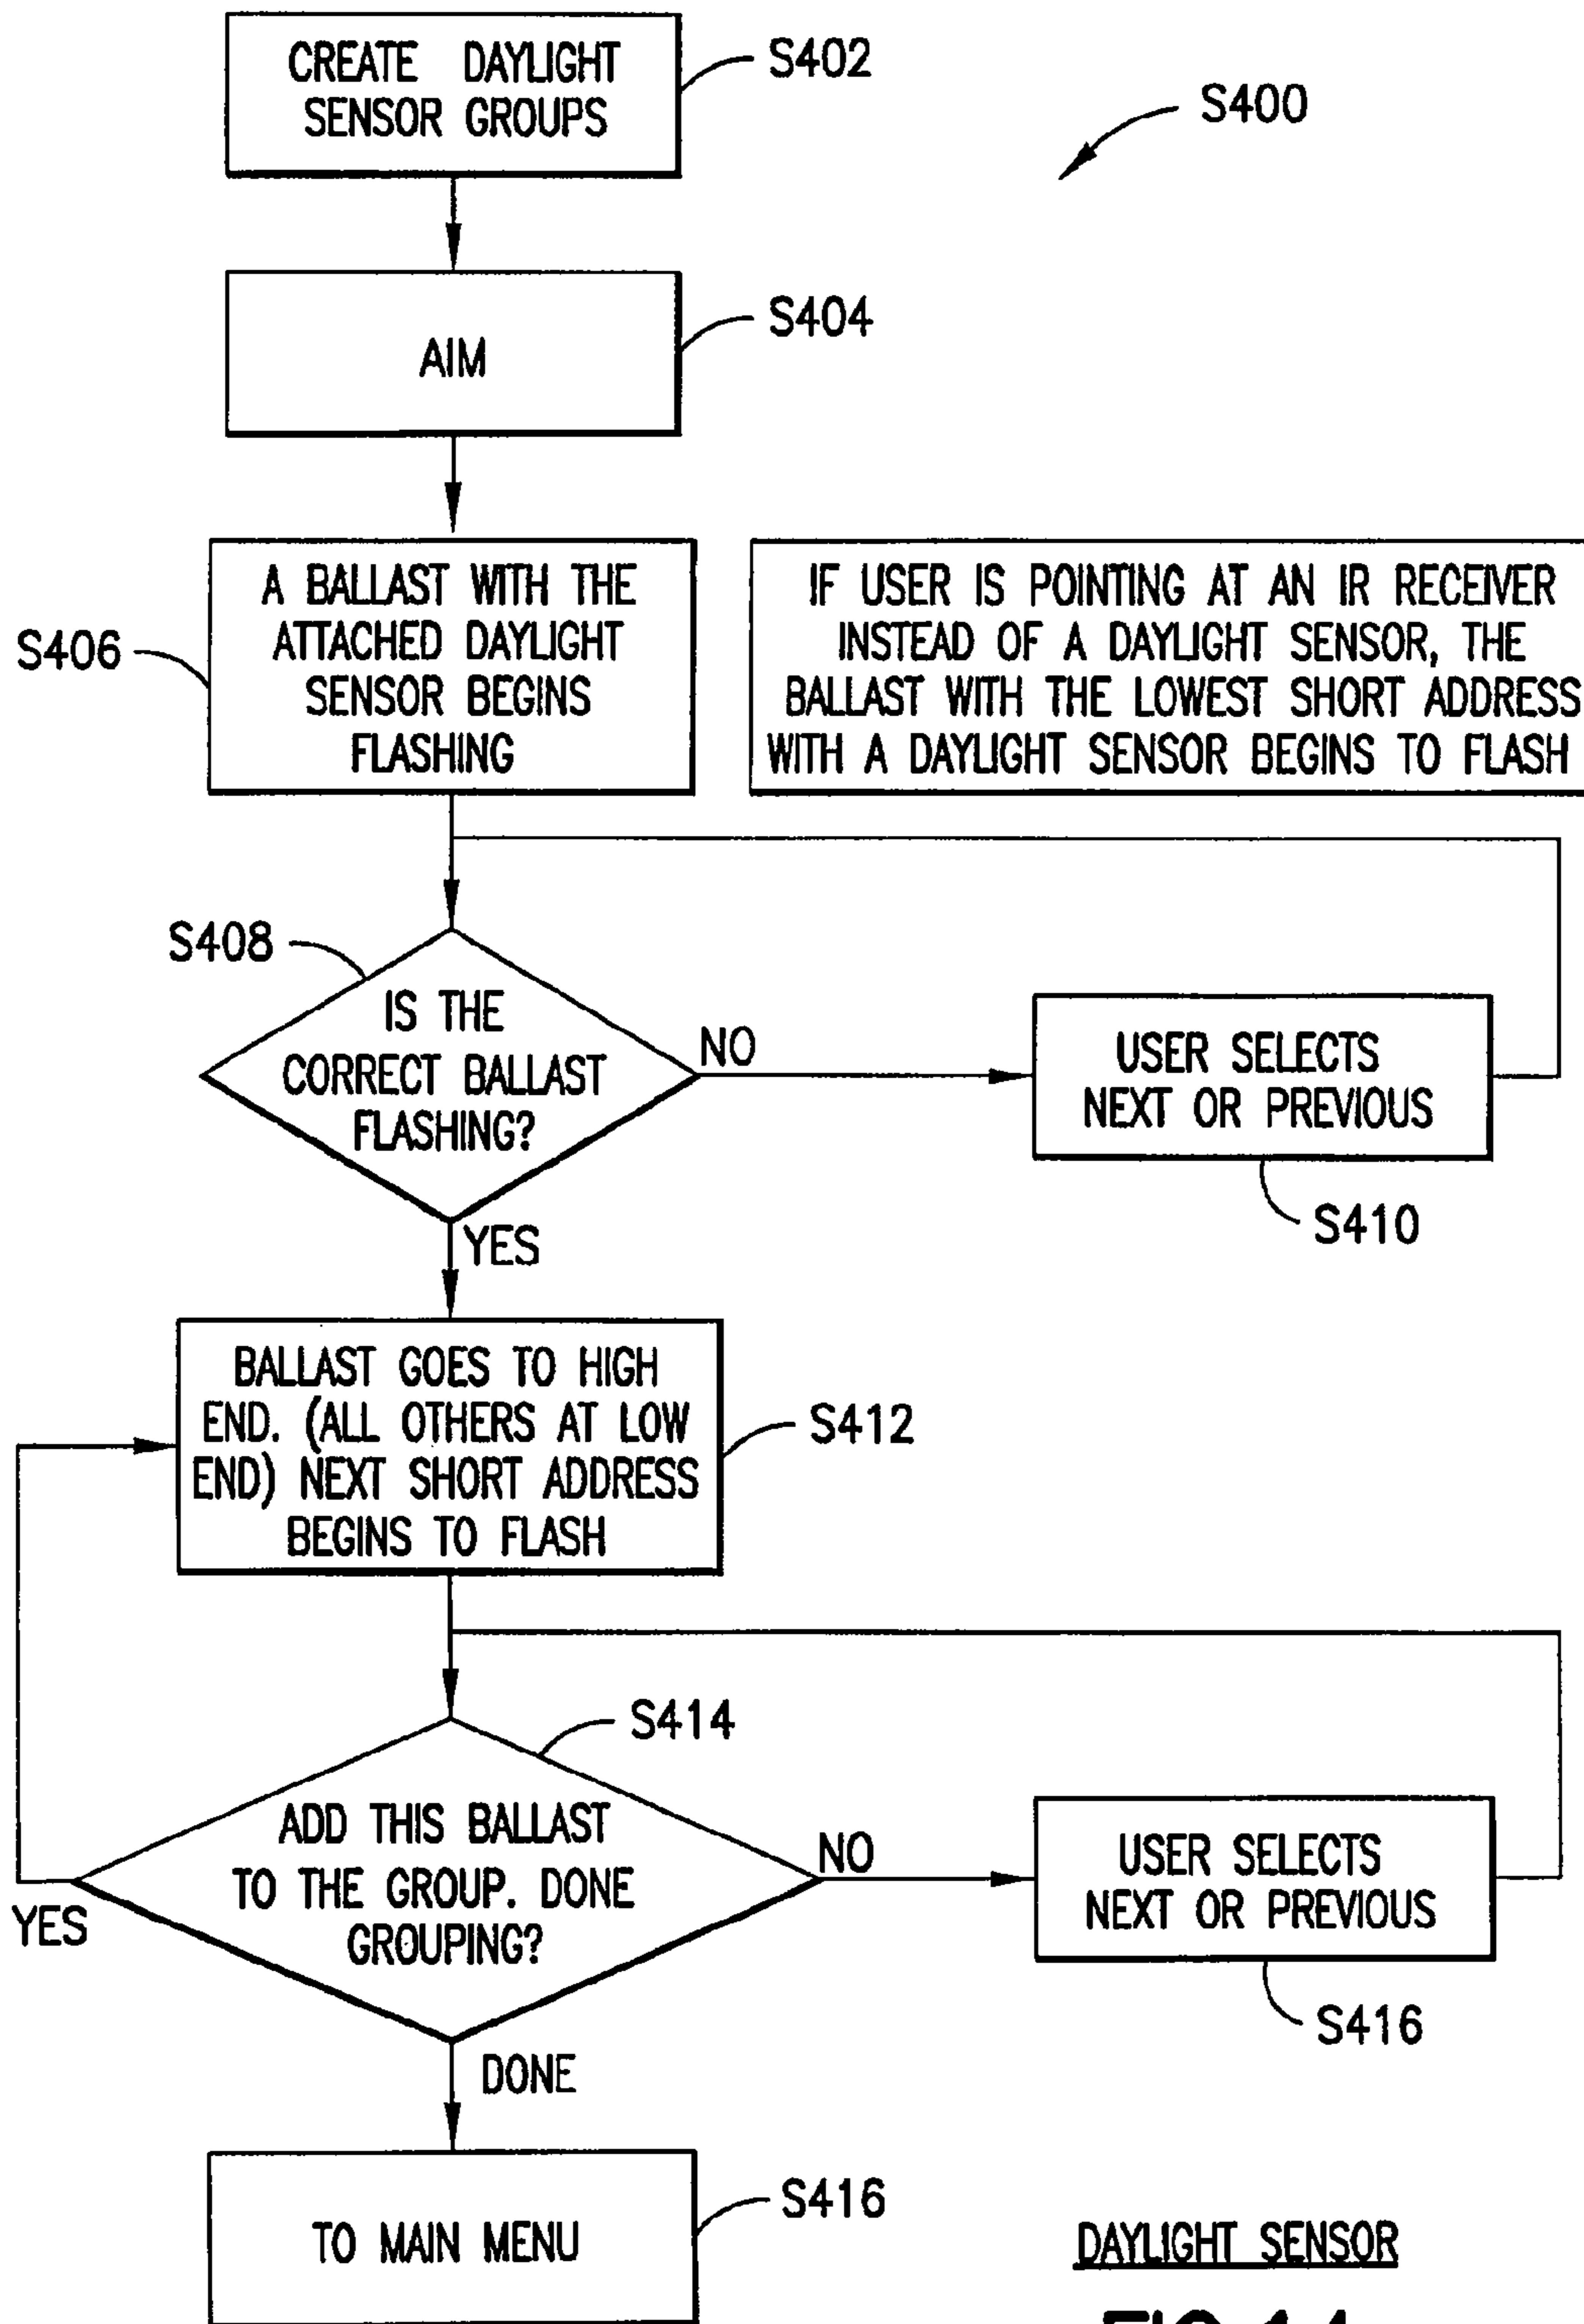 CREATE DAYLIGHT
SENSOR GROUPS
S402
S400
AIM
S404
A BALLAST WITH THE
ATTACHED DAYLIGHT
SENSOR BEGINS
FLASHING
S406
IF USER IS POINTING AT AN IR RECEIVER
INSTEAD OF A DAYLIGHT SENSOR, THE
BALLAST WITH THE LOWEST SHORT ADDRESS
WITH A DAYLIGHT SENSOR BEGINS TO FLASH
S408
IS THE
CORRECT BALLAST
FLASHING?
NO
USER SELECTS
NEXT OR PREVIOUS
S410
YES
BALLAST GOES TO HIGH
END. (ALL OTHERS AT LOW
END) NEXT SHORT ADDRESS
BEGINS TO FLASH
S412
S414
ADD THIS BALLAST
TO THE GROUP. DONE
GROUPING?
YES
NO
USER SELECTS
NEXT OR PREVIOUS
S416
DONE
TO MAIN MENU
S416
DAYLIGHT SENSOR